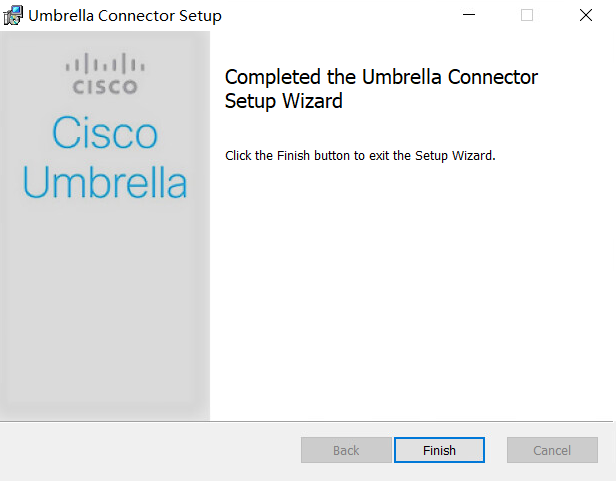 Umbrella Connector Setup
CISCO
Cisco
Umbrella
Completed the Umbrella Connector
Setup Wizard
Click the Finish button to exit the Setup Wizard.
Back
Finish
Cancel